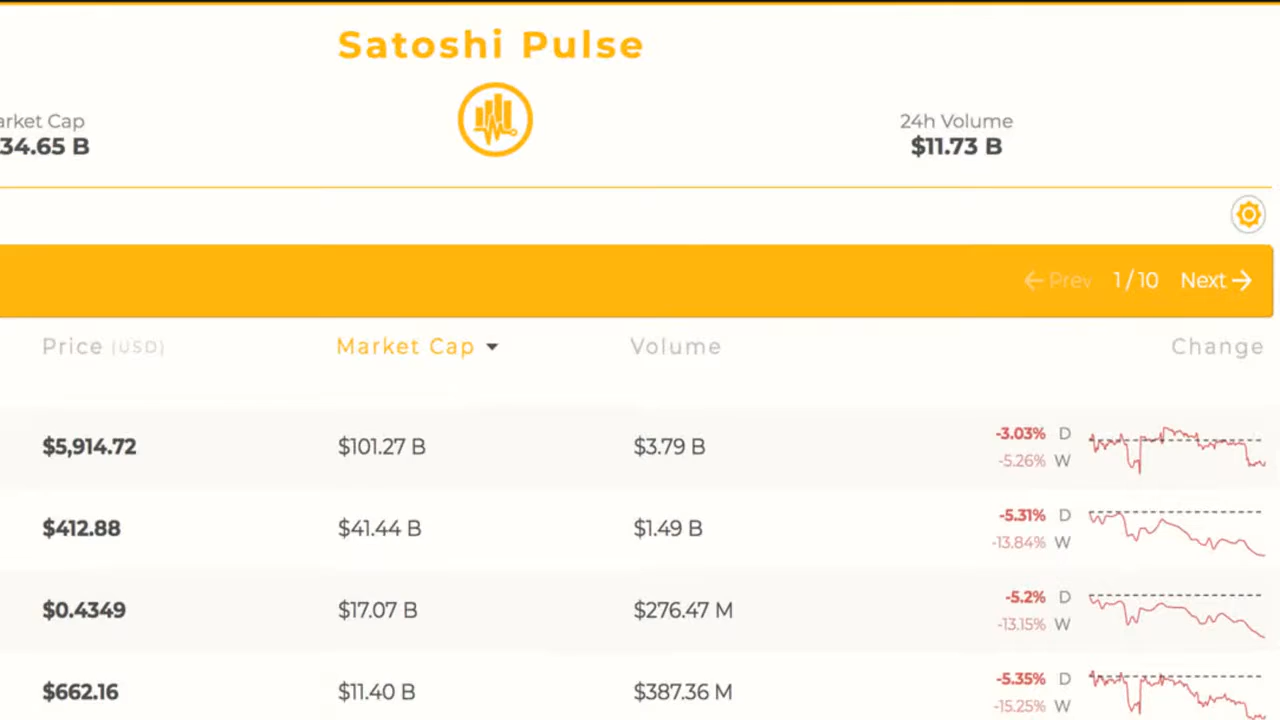 Satoshi Pulse
arket Cap
34.65 B
24h Volume
$11.73 B
Prev 1/10 Next
Price (USD) Market Cap Volume Change
$5,914.72 $101.27 B $3.79 B -3.03% D
-5.26% W
$412.88 $41.44 B $1.49 B -5.31% D
-13.84% W
$0.4349 $17.07 B $276.47 M -5.2% D
-13.15% W
$662.16 $11.40 B $387.36 M -5.35% D
-15.25% W